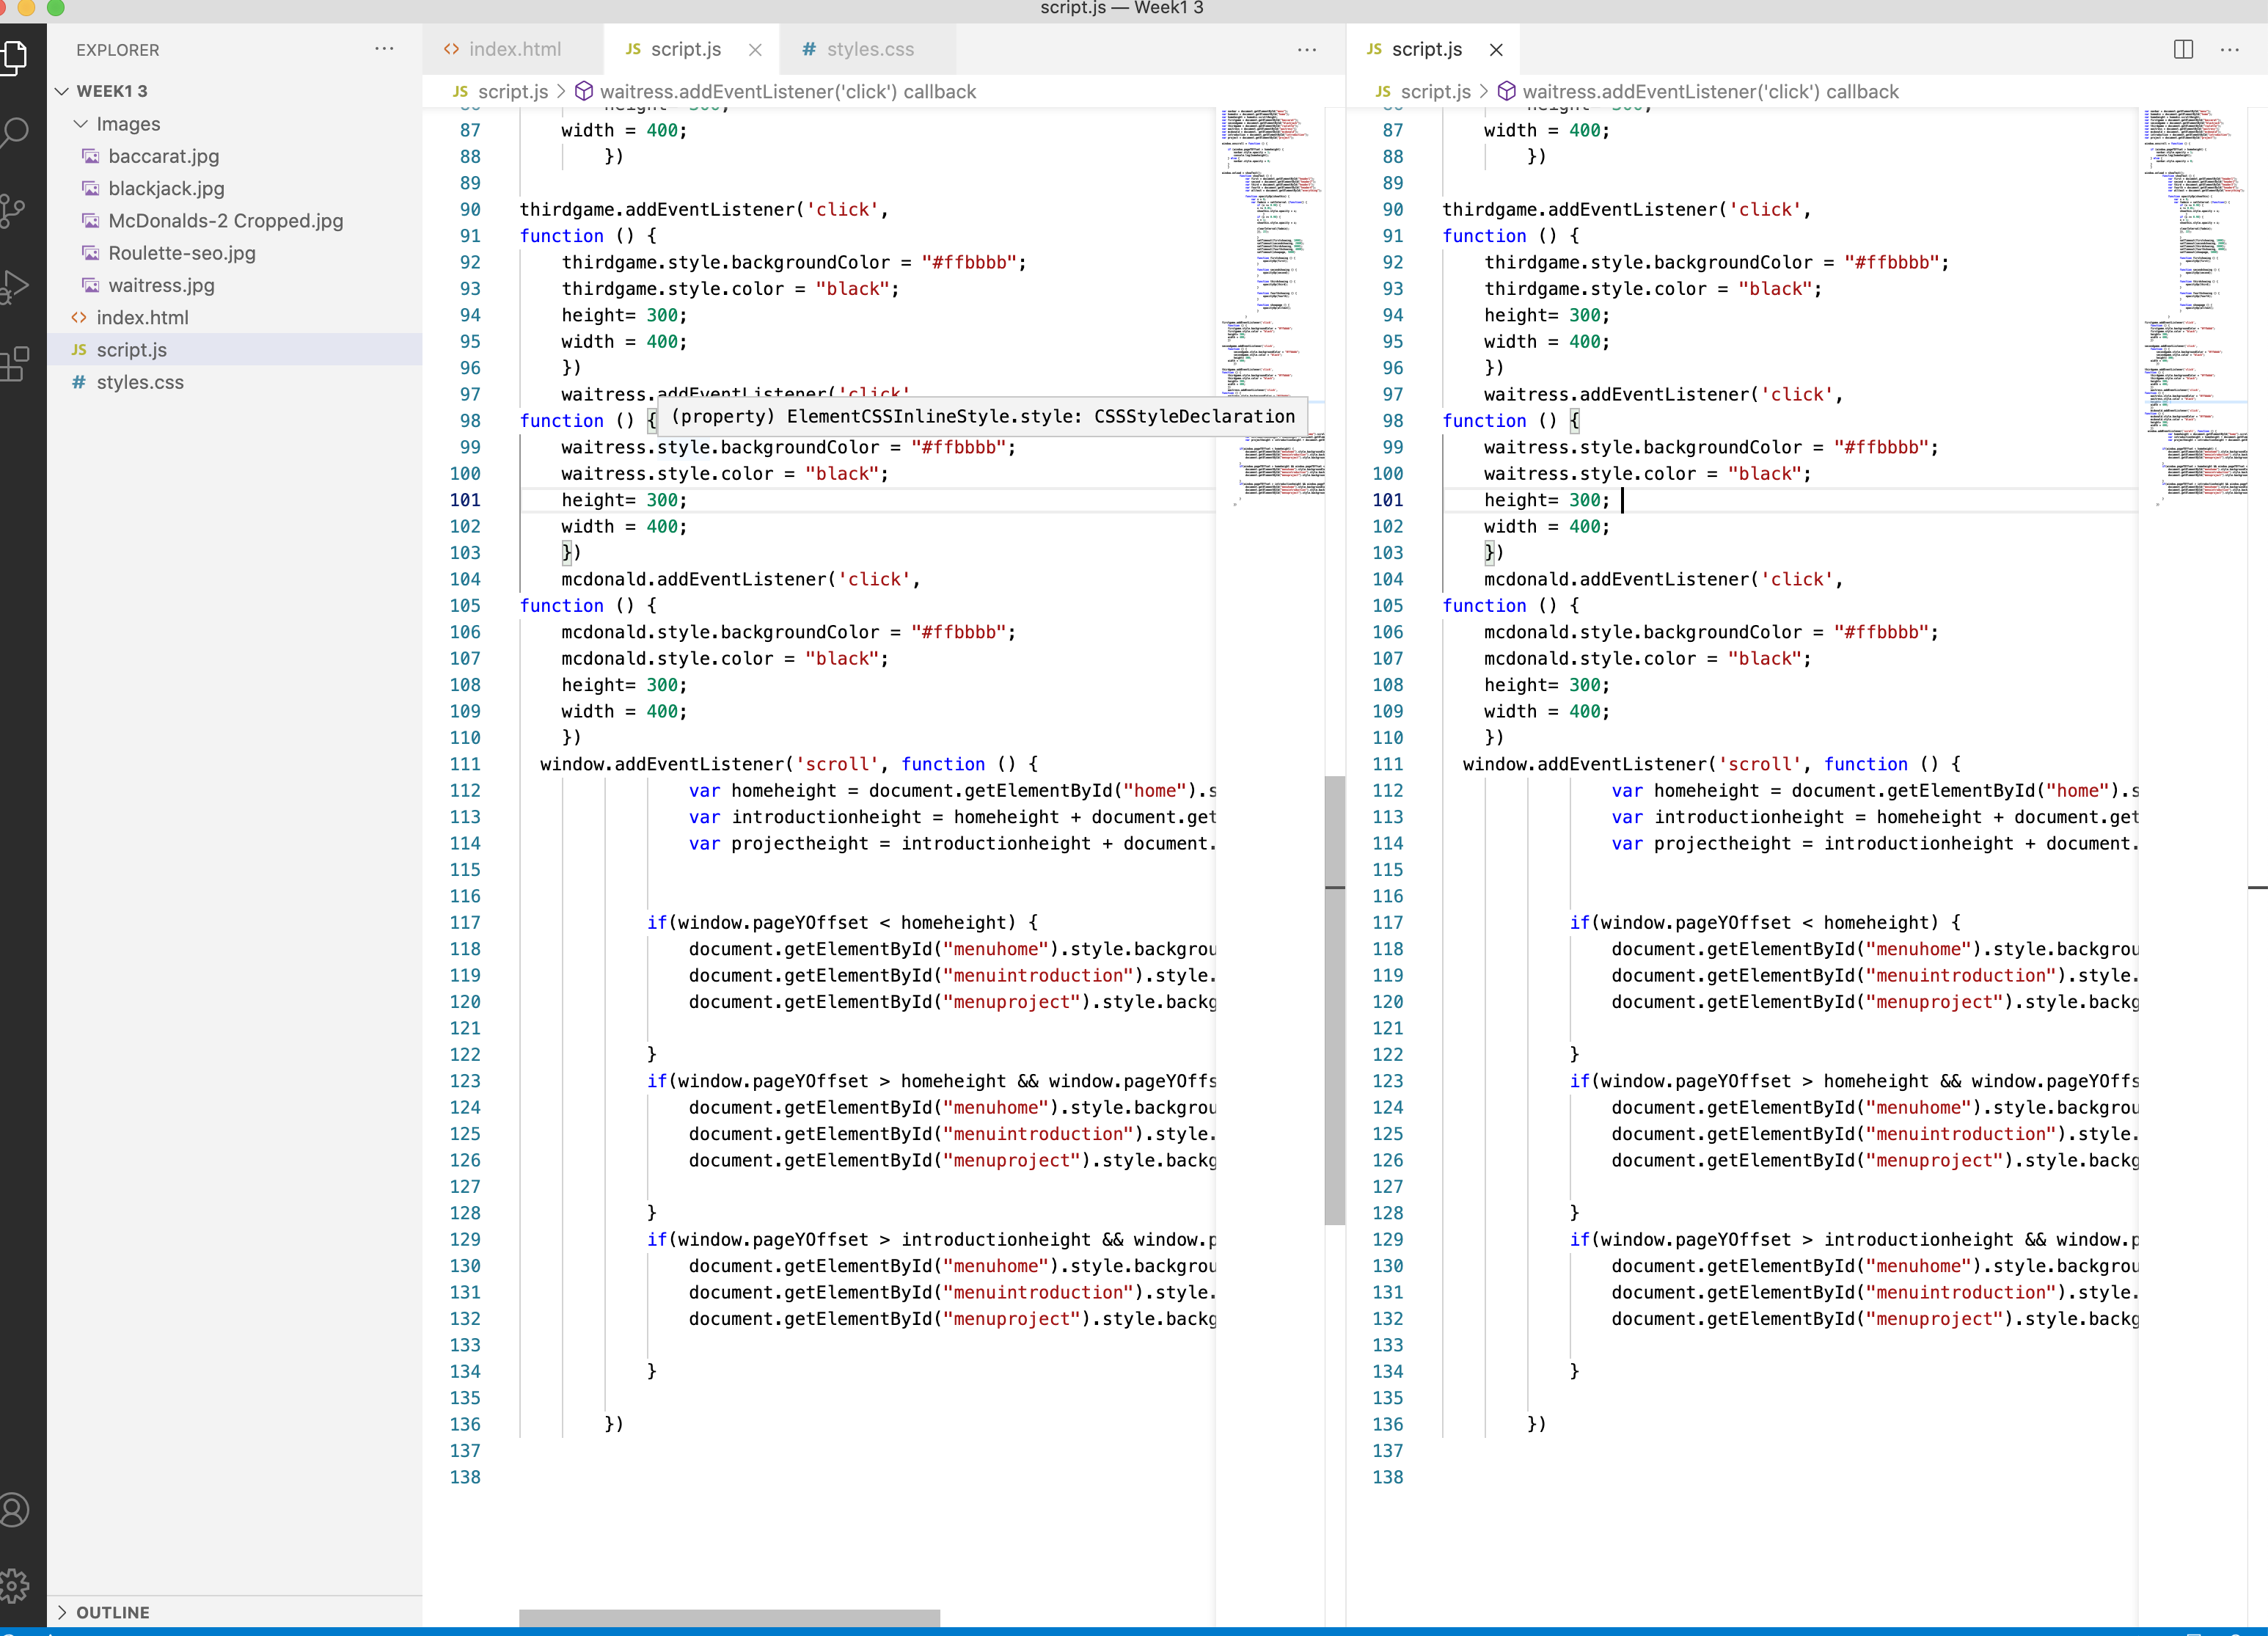 script.js — Week1 3
EXPLORER
WEEK1 3
Images
baccarat.jpg
blackjack.jpg
McDonalds-2 Cropped.jpg
Roulette-seo.jpg
waitress.jpg
<> index.html
JS script.js
# styles.css
OUTLINE
<> index.html JS script.js # styles.css
JS script.js > waitress.addEventListener('click') callback
87 width = 400;
88 })
89
90 thirdgame.addEventListener('click',
91 function () {
92 thirdgame.style.backgroundColor = "#ffbbbb";
93 thirdgame.style.color = "black";
94 height= 300;
95 width = 400;
96 })
97 waitress.addEventListener('click'
98 function () {
(property) ElementCSSInlineStyle.style: CSSStyleDeclaration
99 waitress.style.backgroundColor = "#ffbbbb";
100 waitress.style.color = "black";
101 height= 300;
102 width = 400;
103 })
104 mcdonald.addEventListener('click',
105 function () {
106 mcdonald.style.backgroundColor = "#ffbbbb";
107 mcdonald.style.color = "black";
108 height= 300;
109 width = 400;
110 })
111 window.addEventListener('scroll', function () {
112 var homeheight = document.getElementById("home").s
113 var introductionheight = homeheight + document.get
114 var projectheight = introductionheight + document.
115
116
117 if(window.pageYOffset < homeheight) {
118 document.getElementById("menuhome").style.backgrou
119 document.getElementById("menuintroduction").style.
120 document.getElementById("menuproject").style.backg
121
122 }
123 if(window.pageYOffset > homeheight && window.pageYOffs
124 document.getElementById("menuhome").style.backgrou
125 document.getElementById("menuintroduction").style.
126 document.getElementById("menuproject").style.backg
127
128 }
129 if(window.pageYOffset > introductionheight && window.p
130 document.getElementById("menuhome").style.backgrou
131 document.getElementById("menuintroduction").style.
132 document.getElementById("menuproject").style.backg
133
134 }
135
136 })
137
138
JS script.js
JS script.js > waitress.addEventListener('click') callback
87 width = 400;
88 })
89
90 thirdgame.addEventListener('click',
91 function () {
92 thirdgame.style.backgroundColor = "#ffbbbb";
93 thirdgame.style.color = "black";
94 height= 300;
95 width = 400;
96 })
97 waitress.addEventListener('click',
98 function () {
99 waitress.style.backgroundColor = "#ffbbbb";
100 waitress.style.color = "black";
101 height= 300;
102 width = 400;
103 })
104 mcdonald.addEventListener('click',
105 function () {
106 mcdonald.style.backgroundColor = "#ffbbbb";
107 mcdonald.style.color = "black";
108 height= 300;
109 width = 400;
110 })
111 window.addEventListener('scroll', function () {
112 var homeheight = document.getElementById("home").s
113 var introductionheight = homeheight + document.get
114 var projectheight = introductionheight + document.
115
116
117 if(window.pageYOffset < homeheight) {
118 document.getElementById("menuhome").style.backgrou
119 document.getElementById("menuintroduction").style.
120 document.getElementById("menuproject").style.backg
121
122 }
123 if(window.pageYOffset > homeheight && window.pageYOffs
124 document.getElementById("menuhome").style.backgrou
125 document.getElementById("menuintroduction").style.
126 document.getElementById("menuproject").style.backg
127
128 }
129 if(window.pageYOffset > introductionheight && window.p
130 document.getElementById("menuhome").style.backgrou
131 document.getElementById("menuintroduction").style.
132 document.getElementById("menuproject").style.backg
133
134 }
135
136 })
137
138